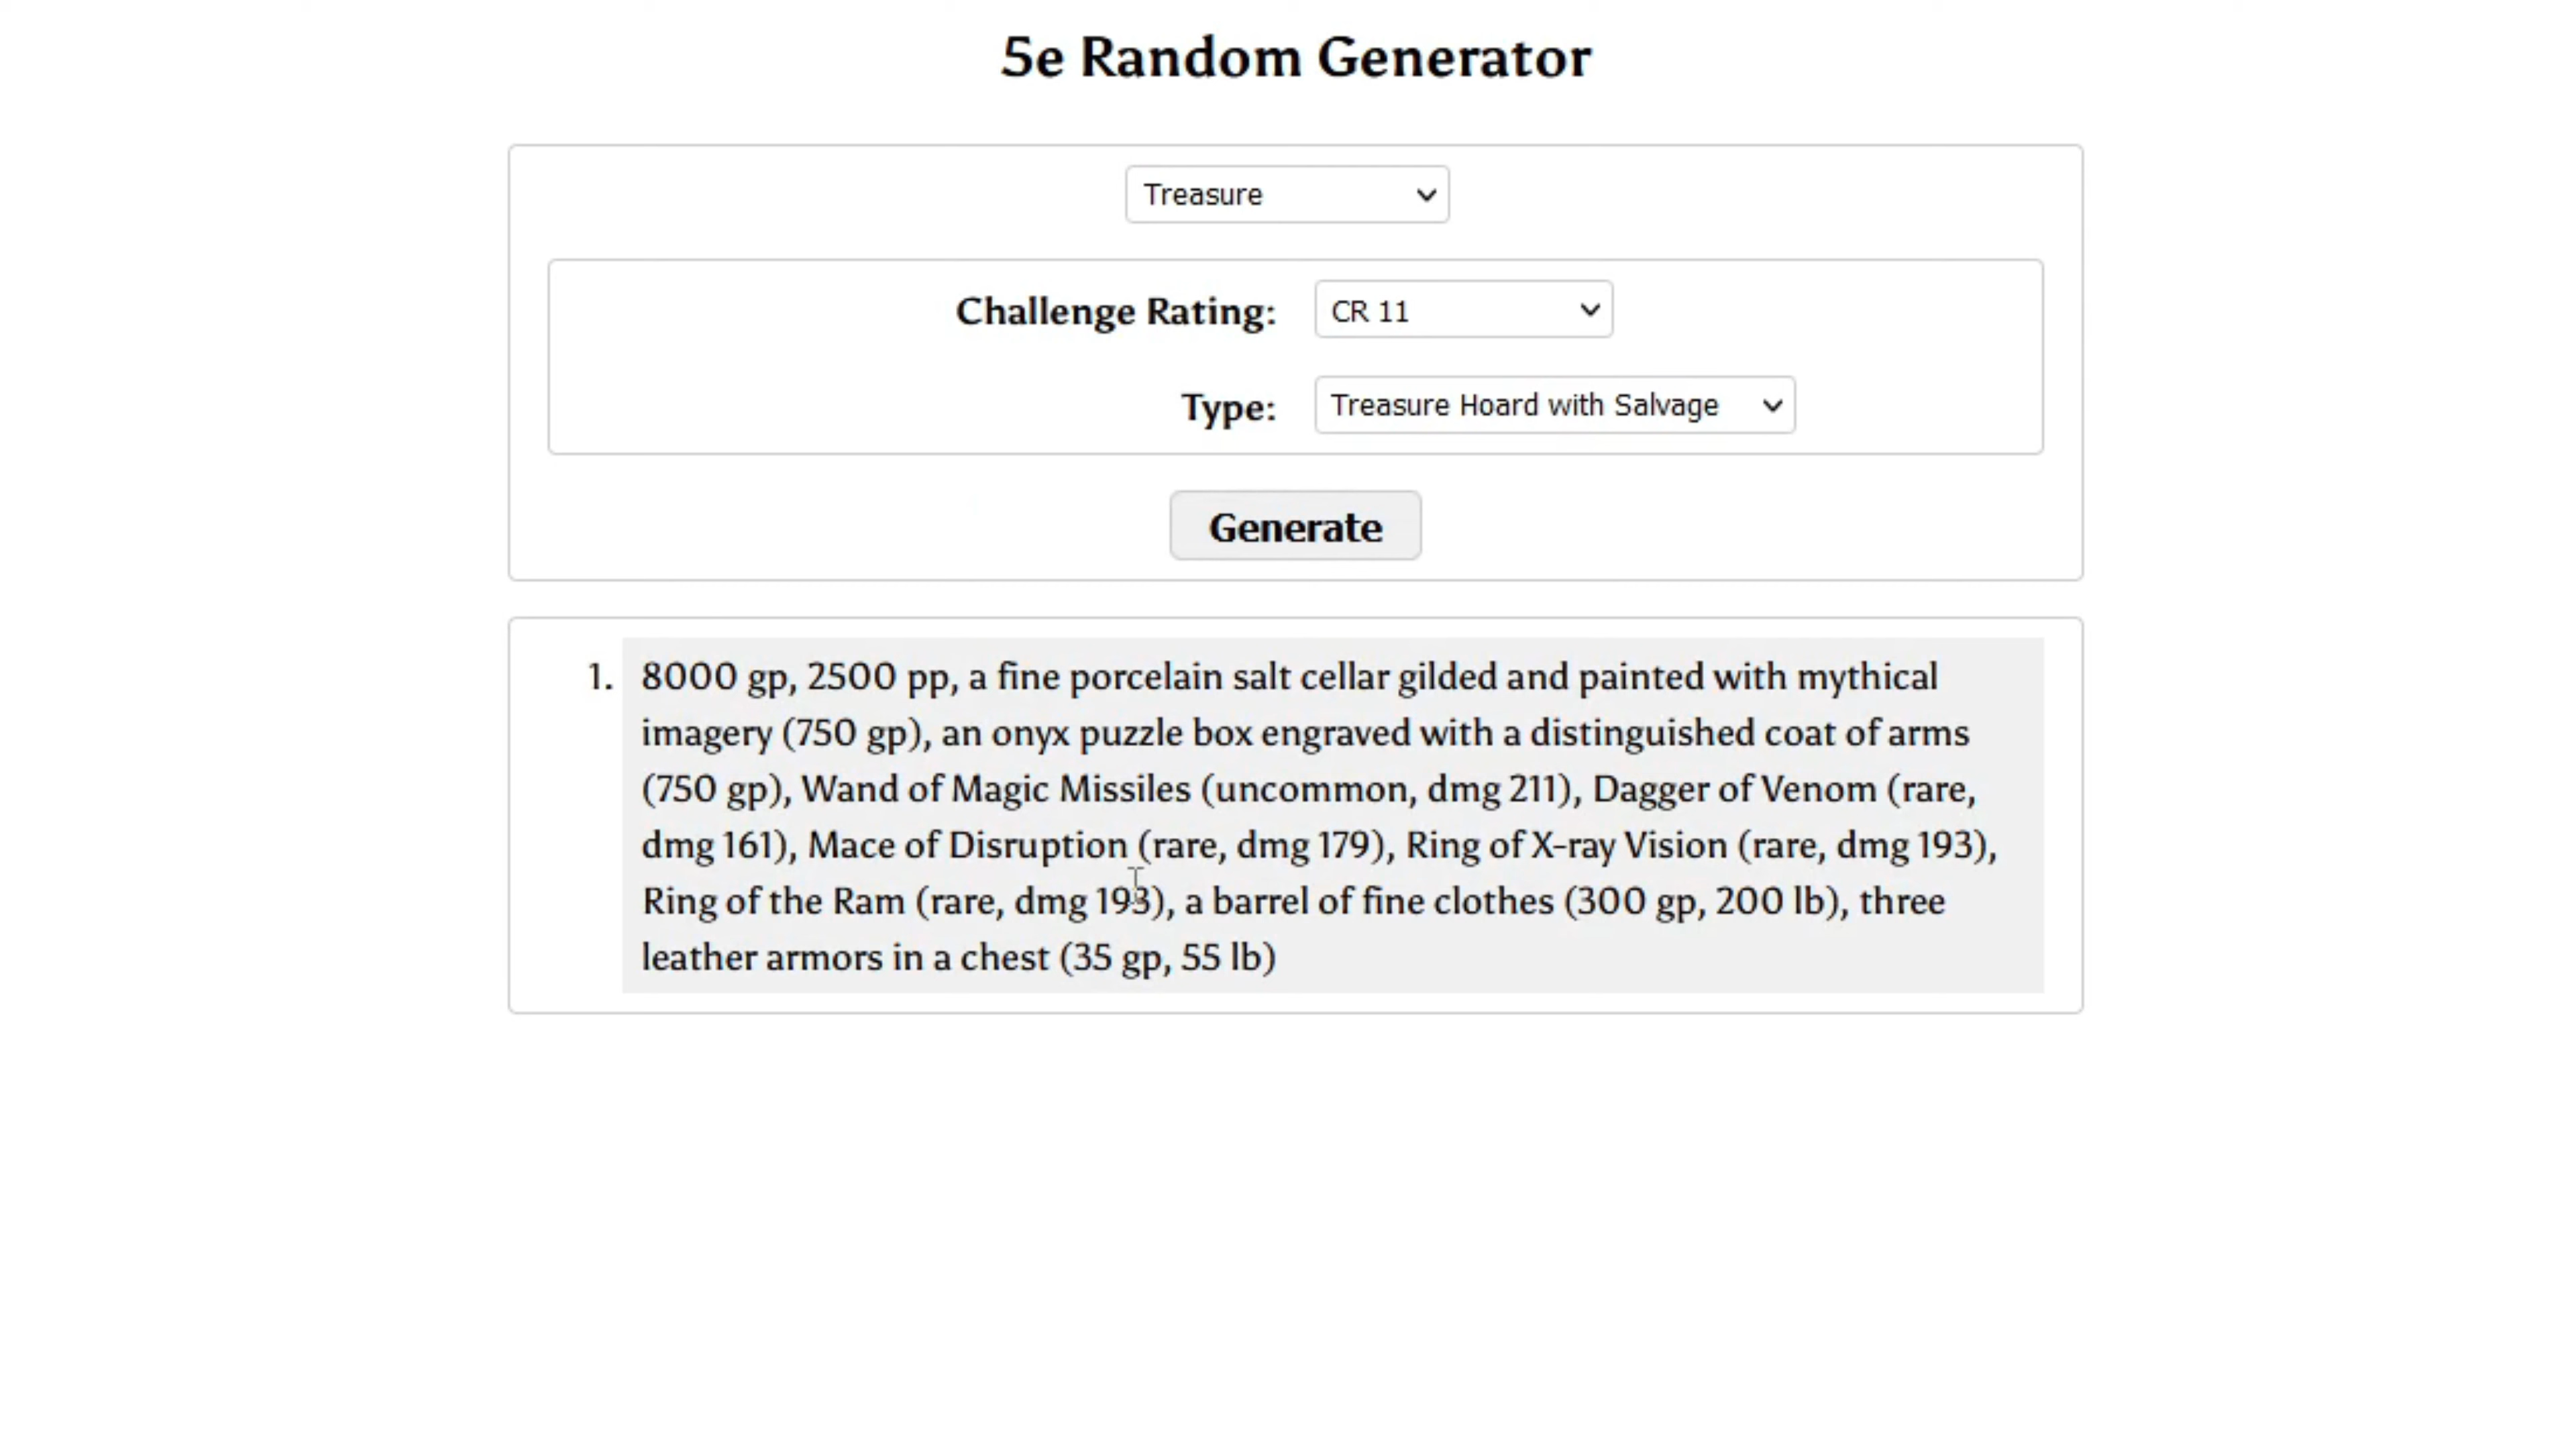 5e Random Generator
Treasure
Challenge Rating: CR 11
Type: Treasure Hoard with Salvage
Generate
1. 8000 gp, 2500 pp, a fine porcelain salt cellar gilded and painted with mythical
imagery (750 gp), an onyx puzzle box engraved with a distinguished coat of arms
(750 gp), Wand of Magic Missiles (uncommon, dmg 211), Dagger of Venom (rare,
dmg 161), Mace of Disruption (rare, dmg 179), Ring of X-ray Vision (rare, dmg 193),
Ring of the Ram (rare, dmg 193), a barrel of fine clothes (300 gp, 200 lb), three
leather armors in a chest (35 gp, 55 lb)